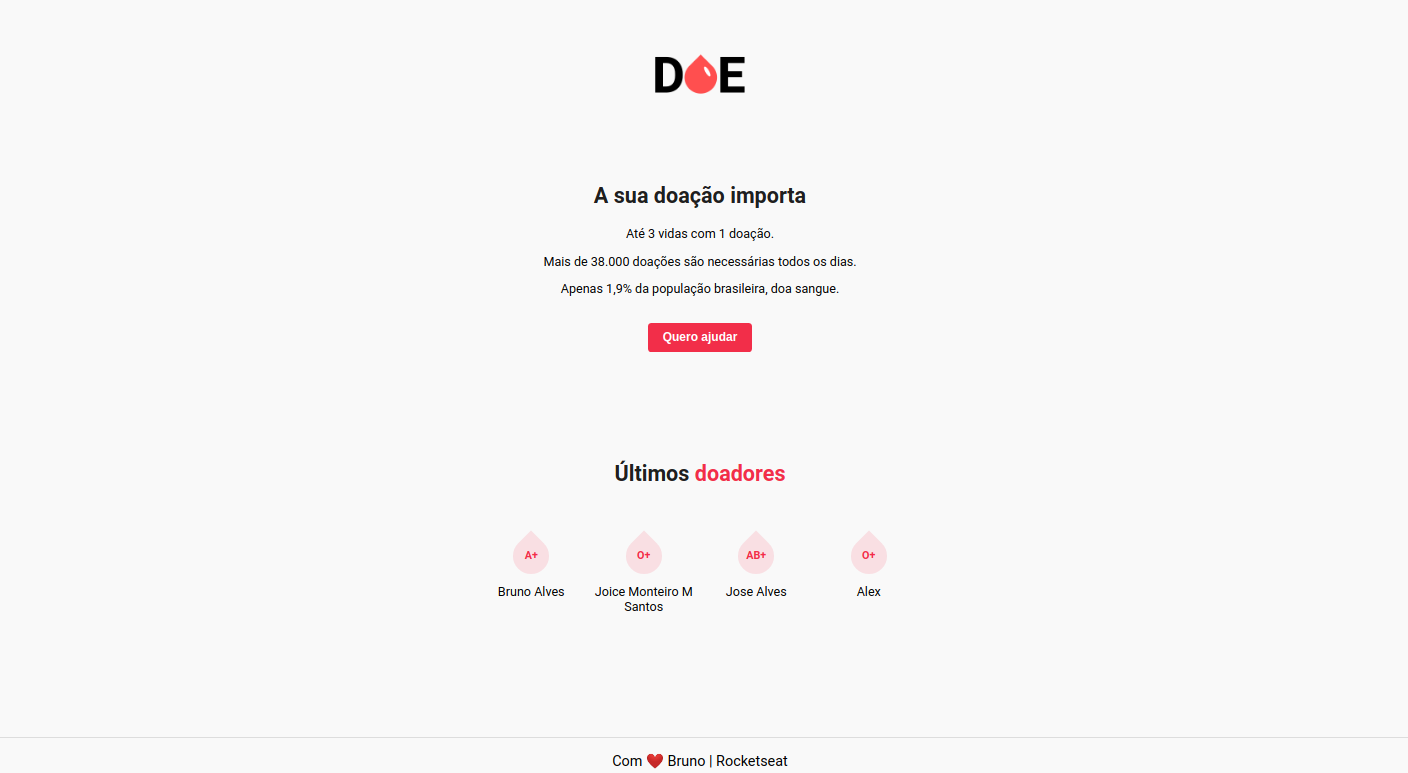 DOE
A sua doação importa
Até 3 vidas com 1 doação.
Mais de 38.000 doações são necessárias todos os dias.
Apenas 1,9% da população brasileira, doa sangue.
Quero ajudar
Últimos doadores
A+
O+
AB+
O+
Bruno Alves
Joice Monteiro M
Santos
Jose Alves
Alex
Com ❤️ Bruno | Rocketseat